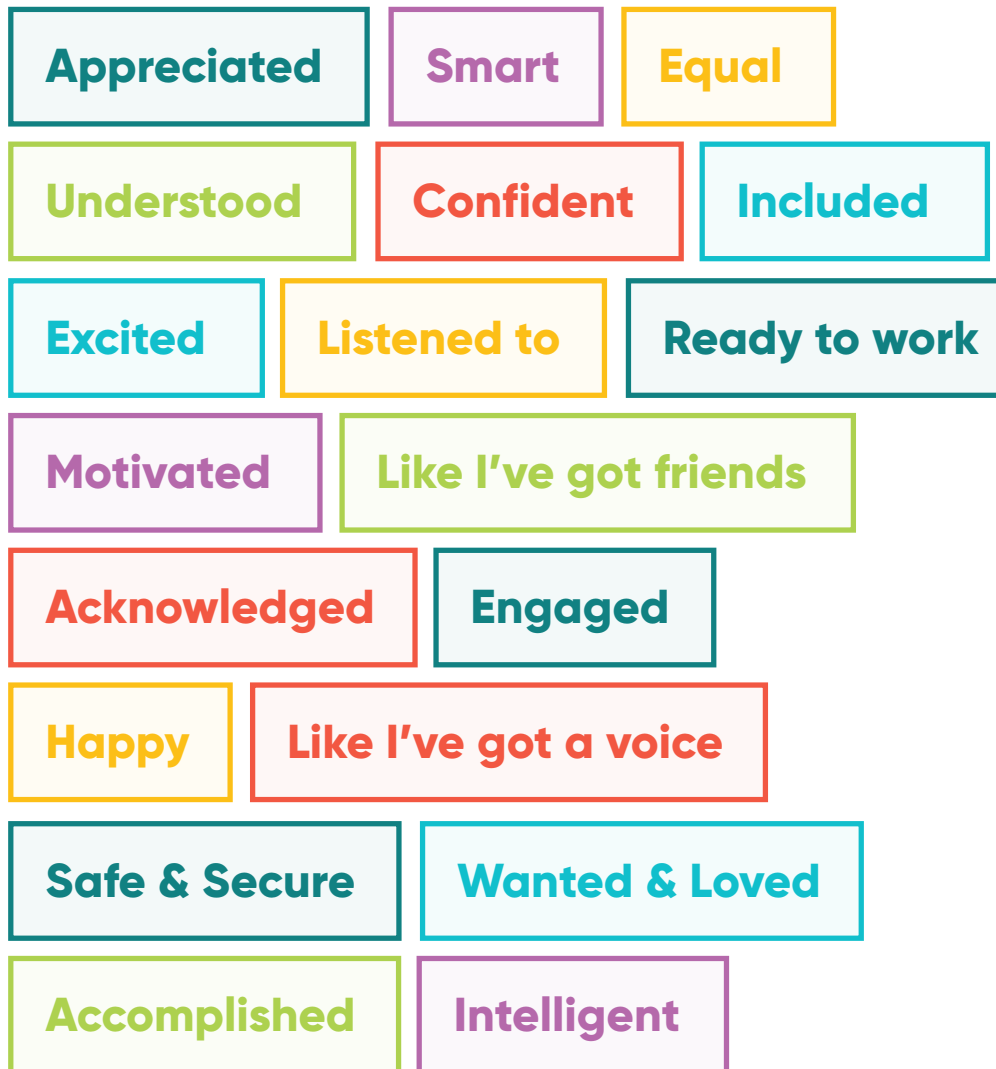 Appreciated Smart Equal
Understood Confident Included
Excited Listened to Ready to work
Motivated Like I’ve got friends
Acknowledged Engaged
Happy Like I’ve got a voice
Safe & Secure Wanted & Loved
Accomplished Intelligent